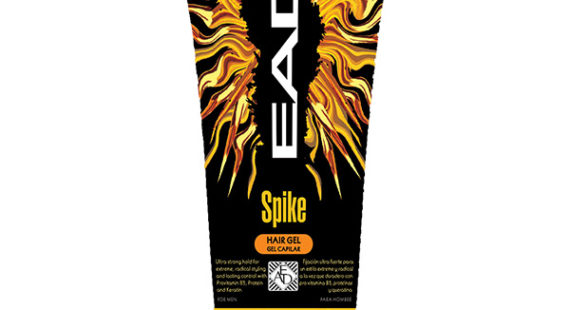 EAD
Spike
HAIR GEL
GEL CAPILAR
Ultra strong hold for
extreme, radical styling
and lasting control with
Provitamin B5, Protein
and Keratin.
Fijación ultra fuerte para
un estilo extremo y radical
a la vez que duradero con
pro vitamina B5, proteínas
y queratina.
EAD
FOR MEN
PARA HOMBRE